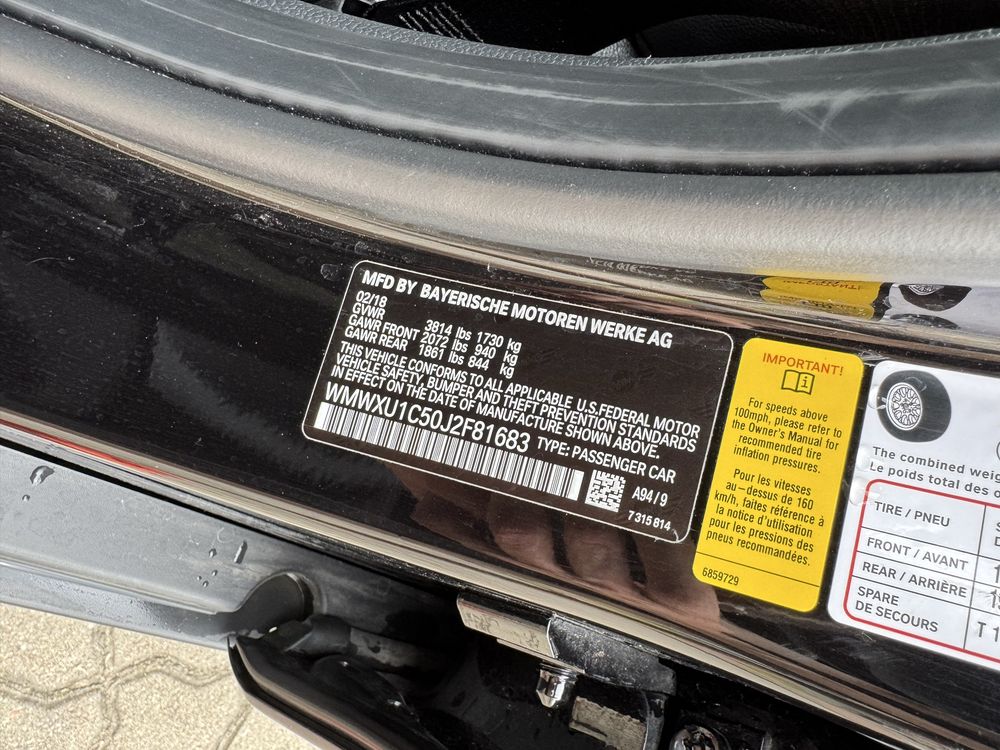 MFD BY BAYERISCHE MOTOREN WERKE AG
02/18
GVWR 3814 lbs 1730 kg
GAWR FRONT 2072 lbs 940 kg
GAWR REAR 1861 lbs 844 kg
THIS VEHICLE CONFORMS TO ALL APPLICABLE U.S.FEDERAL MOTOR
VEHICLE SAFETY, BUMPER AND THEFT PREVENTION STANDARDS
IN EFFECT ON THE DATE OF MANUFACTURE SHOWN ABOVE.
WMWXU1C50J2F81683 TYPE: PASSENGER CAR
A94/9
7 315 814
IMPORTANT!
For speeds above
100mph, please refer to
the Owner's Manual for
recommended tire
inflation pressures.
Pour les vitesses
au-dessus de 160
km/h, faites référence à
la notice d'utilisation
pour les pressions des
pneus recommandées.
6859729
The combined
Le poids total des
TIRE / PNEU
FRONT / AVANT
REAR / ARRIÈRE
SPARE
DE SECOURS